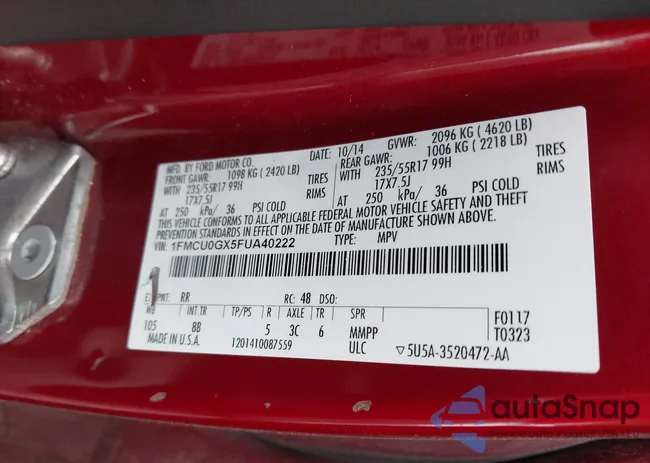 MFD. BY FORD MOTOR CO. DATE: 10/14 GVWR: 2096 KG ( 4620 LB)
FRONT GAWR: 1098 KG ( 2420 LB) REAR GAWR: 1006 KG ( 2218 LB)
WITH 235/55R17 99H TIRES WITH 235/55R17 99H TIRES
17X7.5J RIMS 17X7.5J RIMS
AT 250 kPa/ 36 PSI COLD AT 250 kPa/ 36 PSI COLD
THIS VEHICLE CONFORMS TO ALL APPLICABLE FEDERAL MOTOR VEHICLE SAFETY AND THEFT
PREVENTION STANDARDS IN EFFECT ON THE DATE OF MANUFACTURE SHOWN ABOVE.
VIN: 1FMCU0GX5FUA40222 TYPE: MPV
PNT: RR RC: 48 DSO:
WB INT TR TP/PS R AXLE TR SPR F0117
105 8B 5 3C 6 MMPP T0323
MADE IN U.S.A. 1201410087559 ULC ▽5U5A-3520472-AA
autoSnap